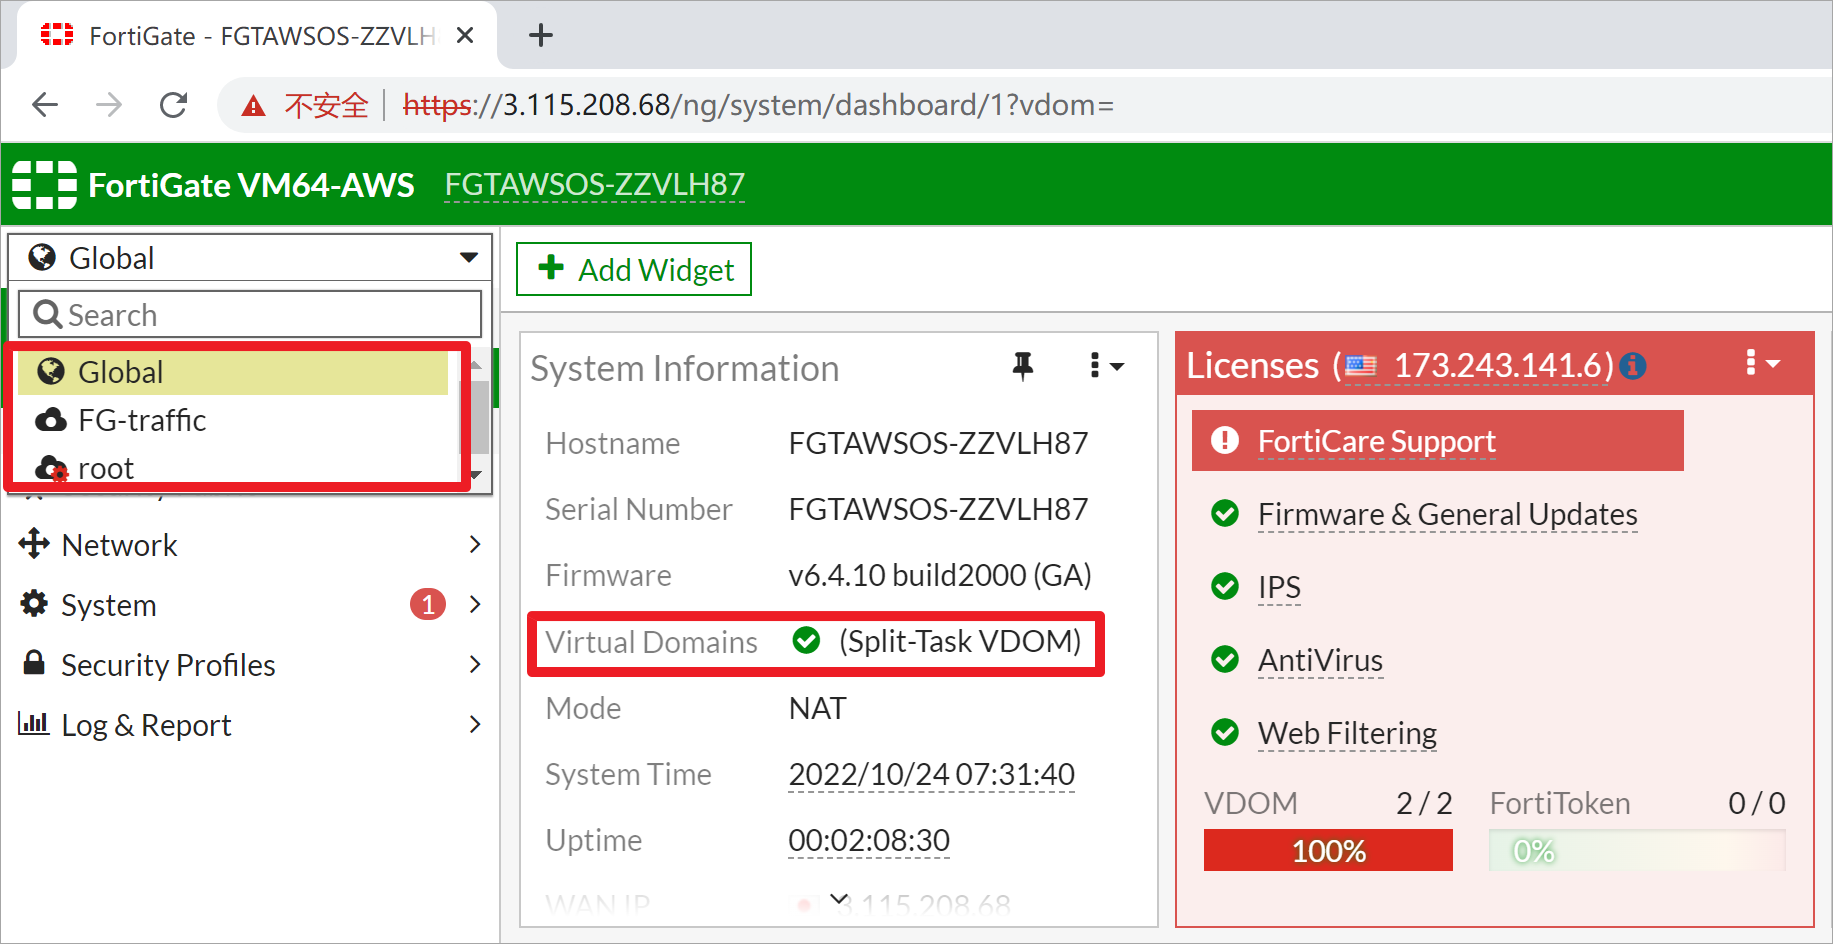 FortiGate - FGTAWSOS-ZZVLH
不安全 https://3.115.208.68/ng/system/dashboard/1?vdom=
FortiGate VM64-AWS FGTAWSOS-ZZVLH87
Global
Search
Global
FG-traffic
root
Network
System 1
Security Profiles
Log & Report
Add Widget
System Information
Hostname FGTAWSOS-ZZVLH87
Serial Number FGTAWSOS-ZZVLH87
Firmware v6.4.10 build2000 (GA)
Virtual Domains (Split-Task VDOM)
Mode NAT
System Time 2022/10/24 07:31:40
Uptime 00:02:08:30
WAN IP 3.115.208.68
Licenses (173.243.141.6)
FortiCare Support
Firmware & General Updates
IPS
AntiVirus
Web Filtering
VDOM 2 / 2 FortiToken 0 / 0
100% 0%